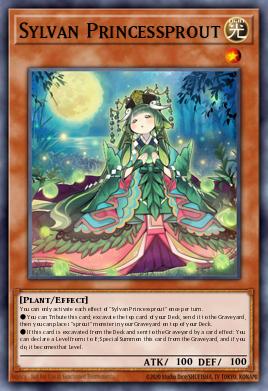 Sylvan Princessprout
光
[Plant/Effect]
You can only activate each effect of "Sylvan Princessprout" once per turn.
●You can Tribute this card; excavate the top card of your Deck, send it to the Graveyard,
then you can place 1 "sprout" monster in your Graveyard on top of your Deck.
●If this card is excavated from the Deck and sent to the Graveyard by a card effect: You can
declare a Level from 1 to 8; Special Summon this card from the Graveyard, and if you
do, it becomes that Level.
ATK/ 100 DEF/ 100
©2020 Studio Dice/SHUEISHA, TV TOKYO, KONAMI